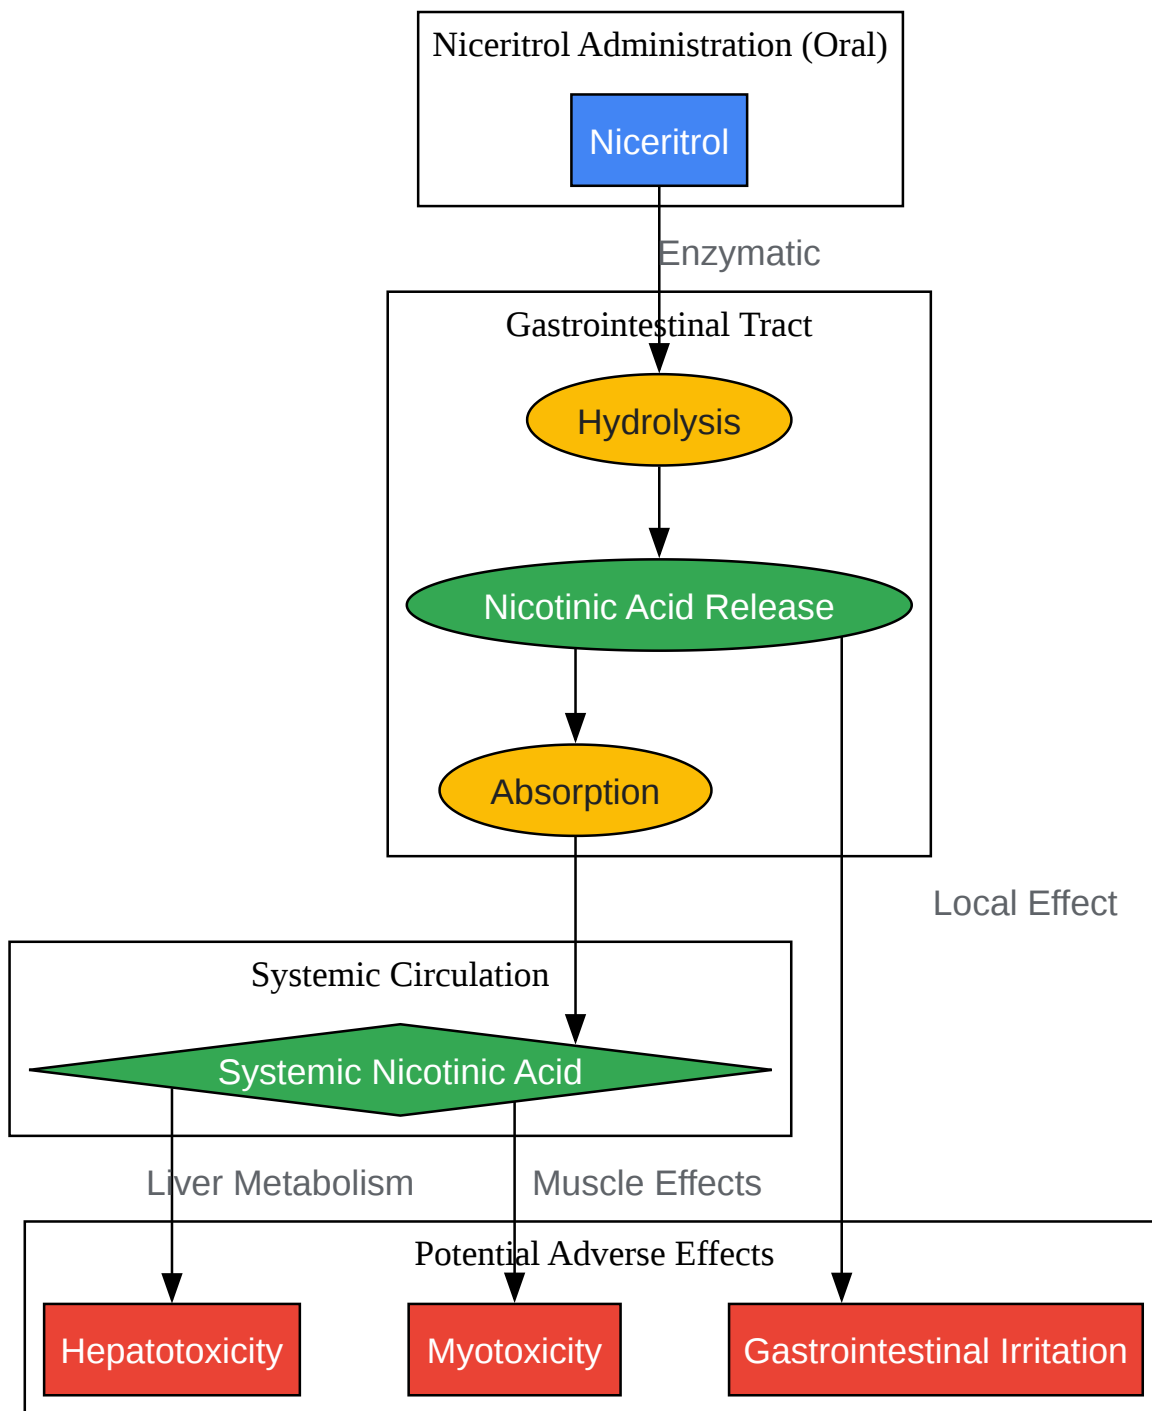 Niceritrol Administration (Oral)
Niceritrol
Enzymatic
Gastrointestinal Tract
Hydrolysis
Nicotinic Acid Release
Absorption
Local Effect
Systemic Circulation
Systemic Nicotinic Acid
Liver Metabolism
Muscle Effects
Potential Adverse Effects
Hepatotoxicity
Myotoxicity
Gastrointestinal Irritation